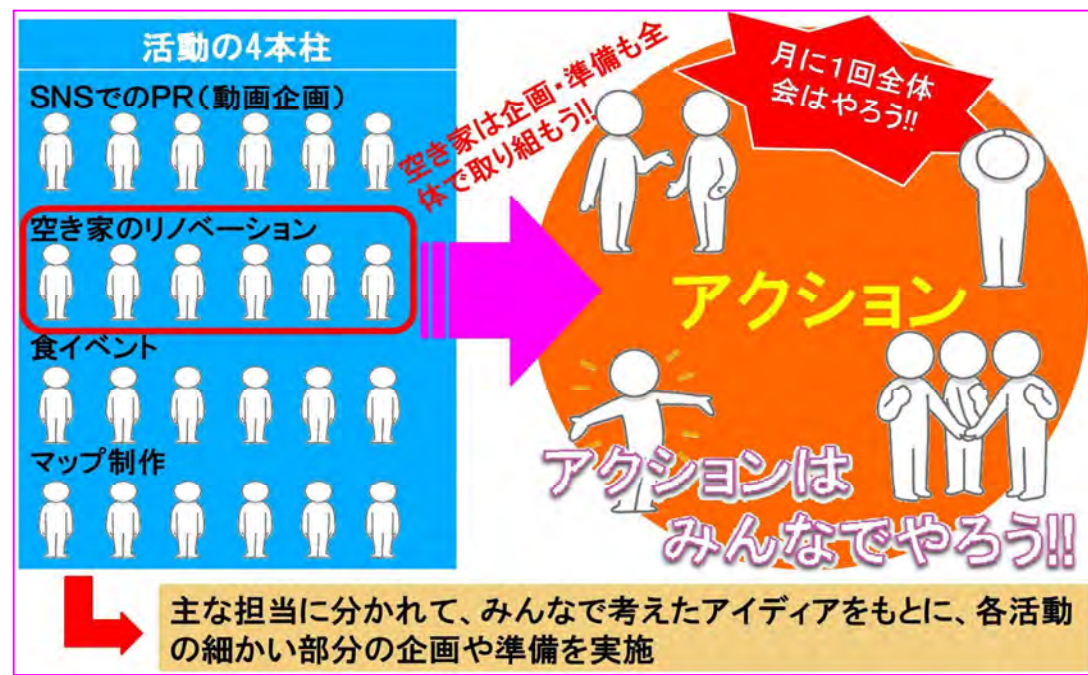 活動の4本柱
SNSでのPR(動画企画)
空き家のリノベーション
食イベント
マップ制作
空き家は企画・準備も全
体で取り組もう!!
月に1回全体
会はやろう!!
アクション
アクションは
みんなでやろう!!
主な担当に分かれて、みんなで考えたアイディアをもとに、各活動
の細かい部分の企画や準備を実施